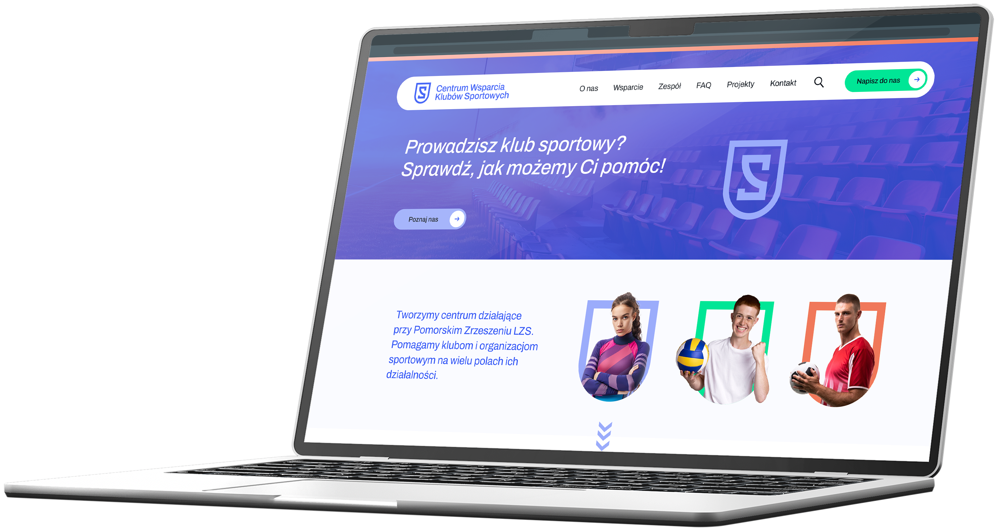 Centrum Wsparcia
Klubów Sportowych
O nas
Wsparcie
Zespół
FAQ
Projekty
Kontakt
Napisz do nas
Prowadzisz klub sportowy?
Sprawdź, jak możemy Ci pomóc!
Poznaj nas
Tworzymy centrum działające
przy Pomorskim Zrzeszeniu LZS.
Pomagamy klubom i organizacjom
sportowym na wielu polach ich
działalności.